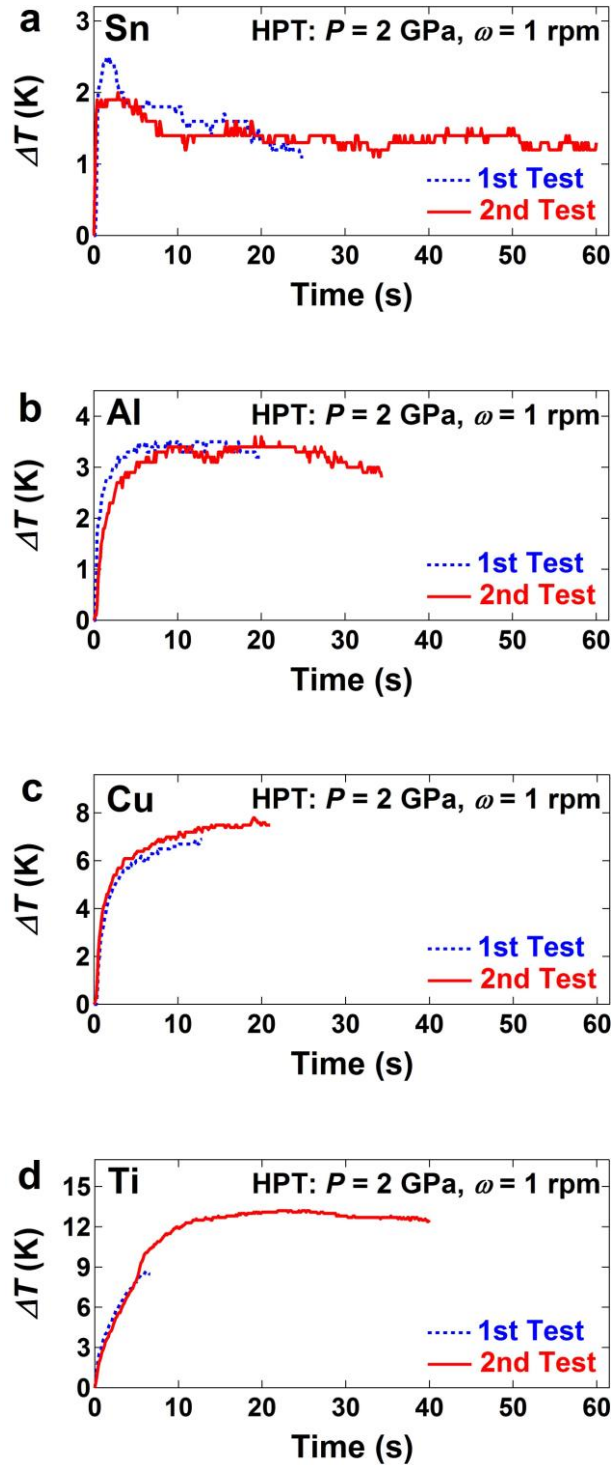 a Sn HPT: P = 2 GPa, ω = 1 rpm
3
2
1
0
ΔT (K)
1st Test
2nd Test
0 10 20 30 40 50 60
Time (s)
b Al HPT: P = 2 GPa, ω = 1 rpm
4
3
2
1
0
ΔT (K)
1st Test
2nd Test
0 10 20 30 40 50 60
Time (s)
c Cu HPT: P = 2 GPa, ω = 1 rpm
8
6
4
2
0
ΔT (K)
1st Test
2nd Test
0 10 20 30 40 50 60
Time (s)
d Ti HPT: P = 2 GPa, ω = 1 rpm
15
12
9
6
3
0
ΔT (K)
1st Test
2nd Test
0 10 20 30 40 50 60
Time (s)